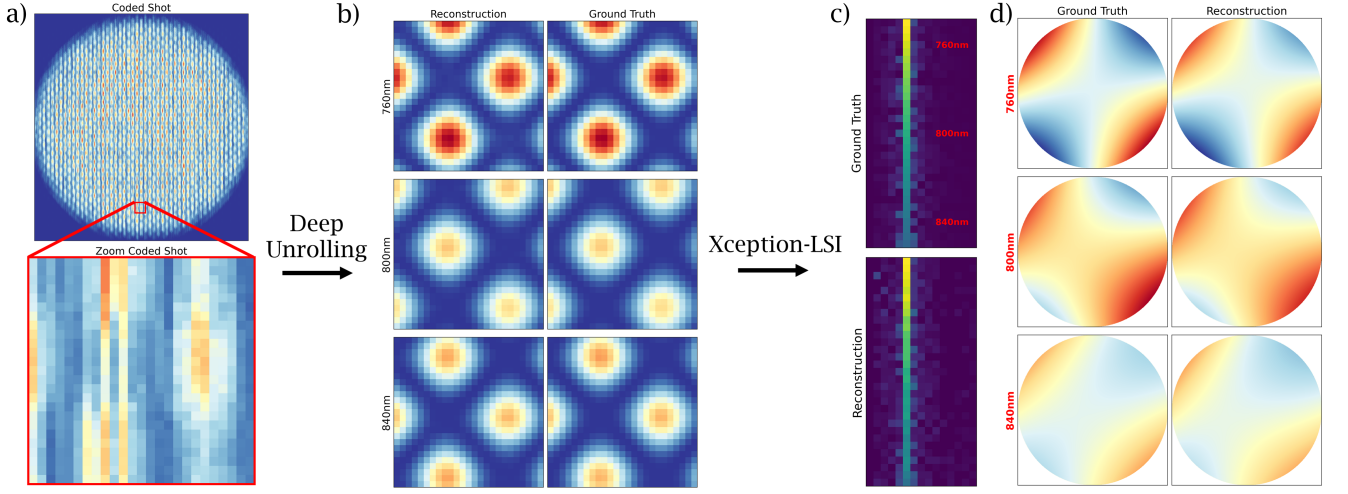 a)
Coded Shot
Zoom Coded Shot
Deep
Unrolling
b)
Reconstruction
Ground Truth
760nm
800nm
840nm
Xception-LSI
c)
Ground Truth
760nm
800nm
840nm
Reconstruction
d)
Ground Truth
Reconstruction
760nm
800nm
840nm